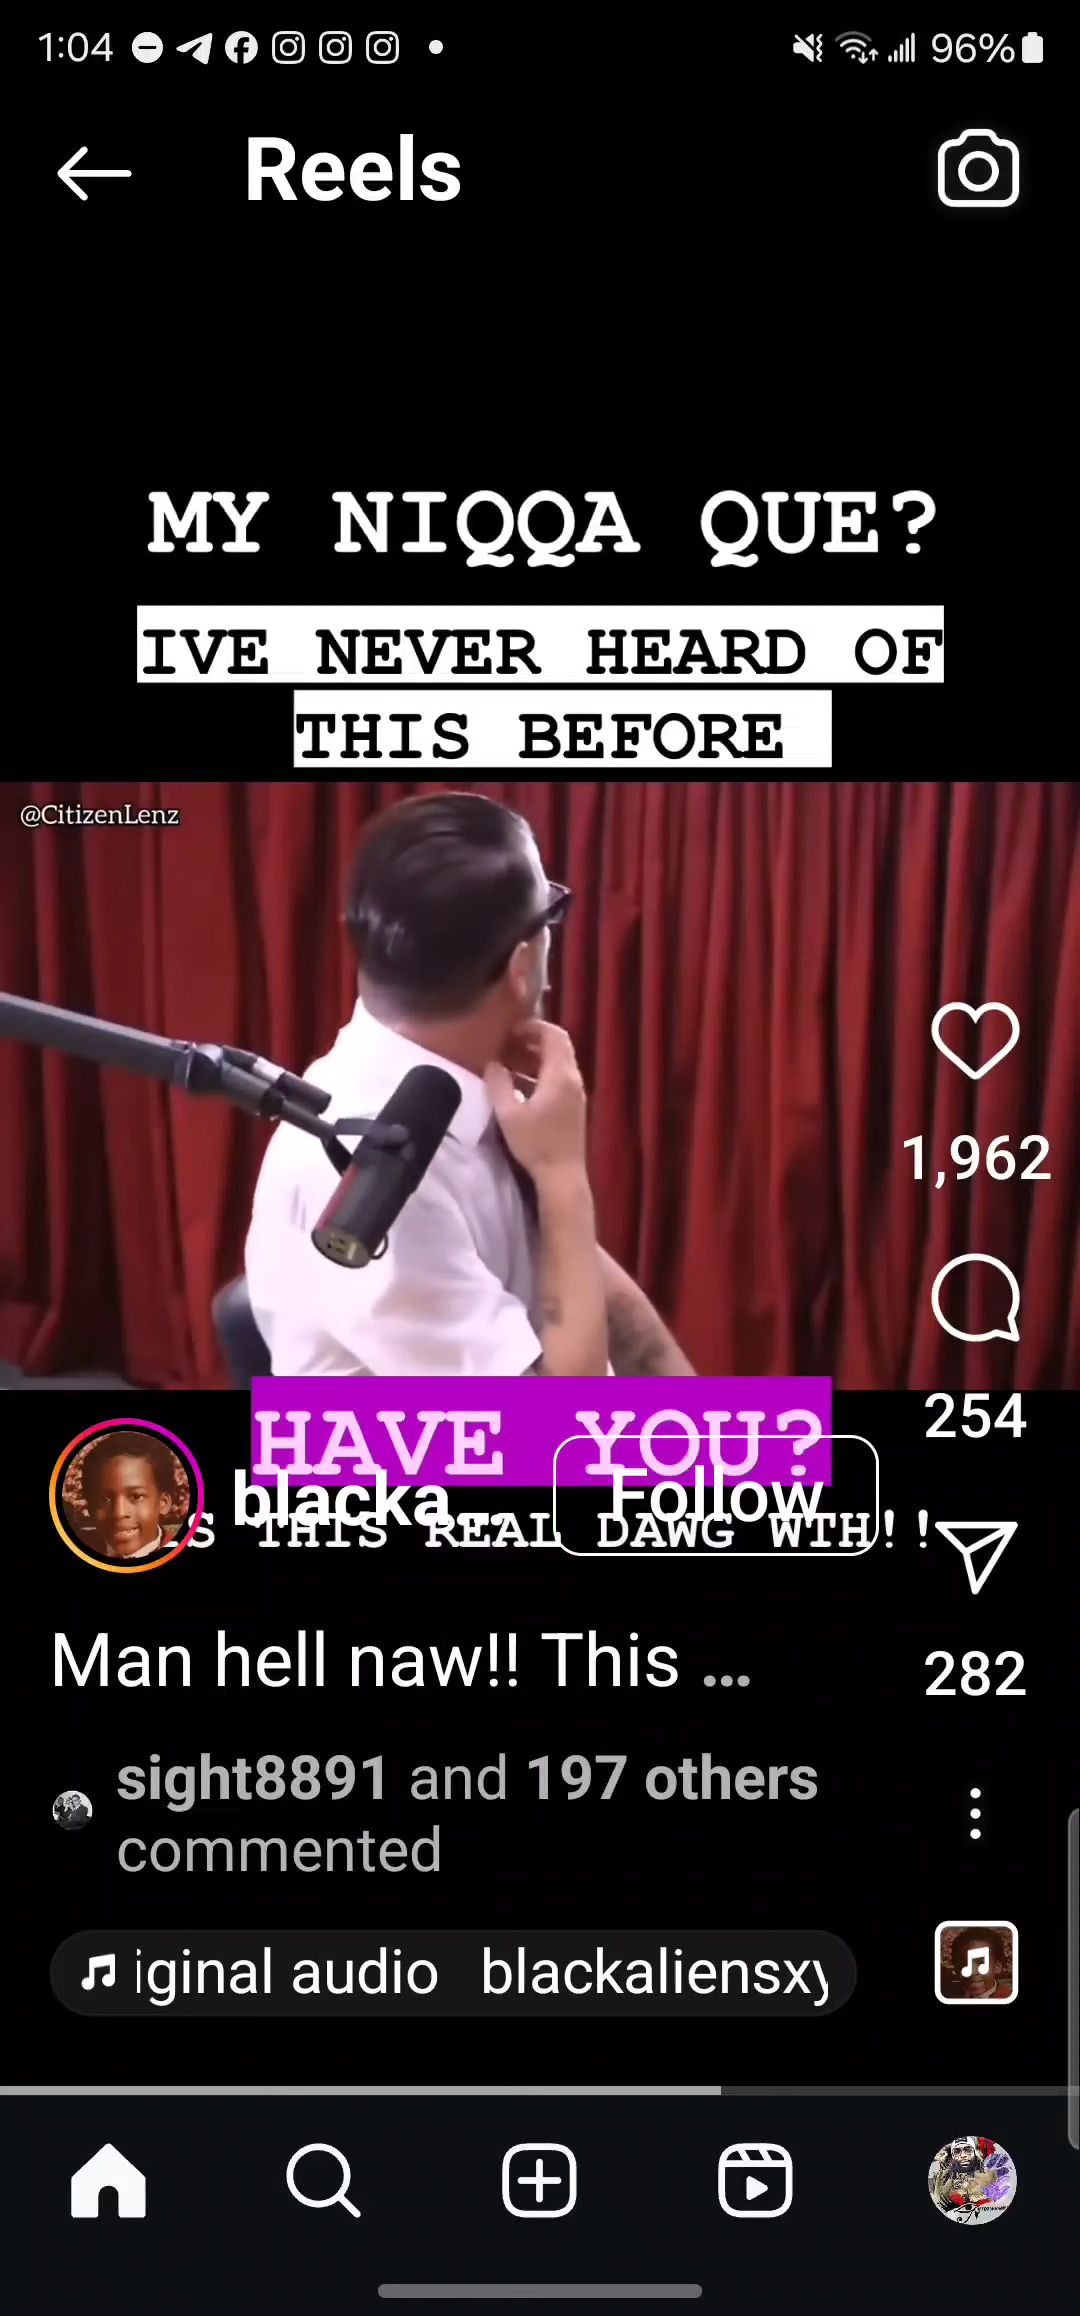 1:04
96%
Reels
MY NIQQA QUE?
IVE NEVER HEARD OF
THIS BEFORE
@CitizenLenz
1,962
254
HAVE YOU?
blacka...
Follow
IS THIS REAL DAWG WTH!!
Man hell naw!! This ...
282
sight8891 and 197 others
commented
iginal audio blackaliensxy